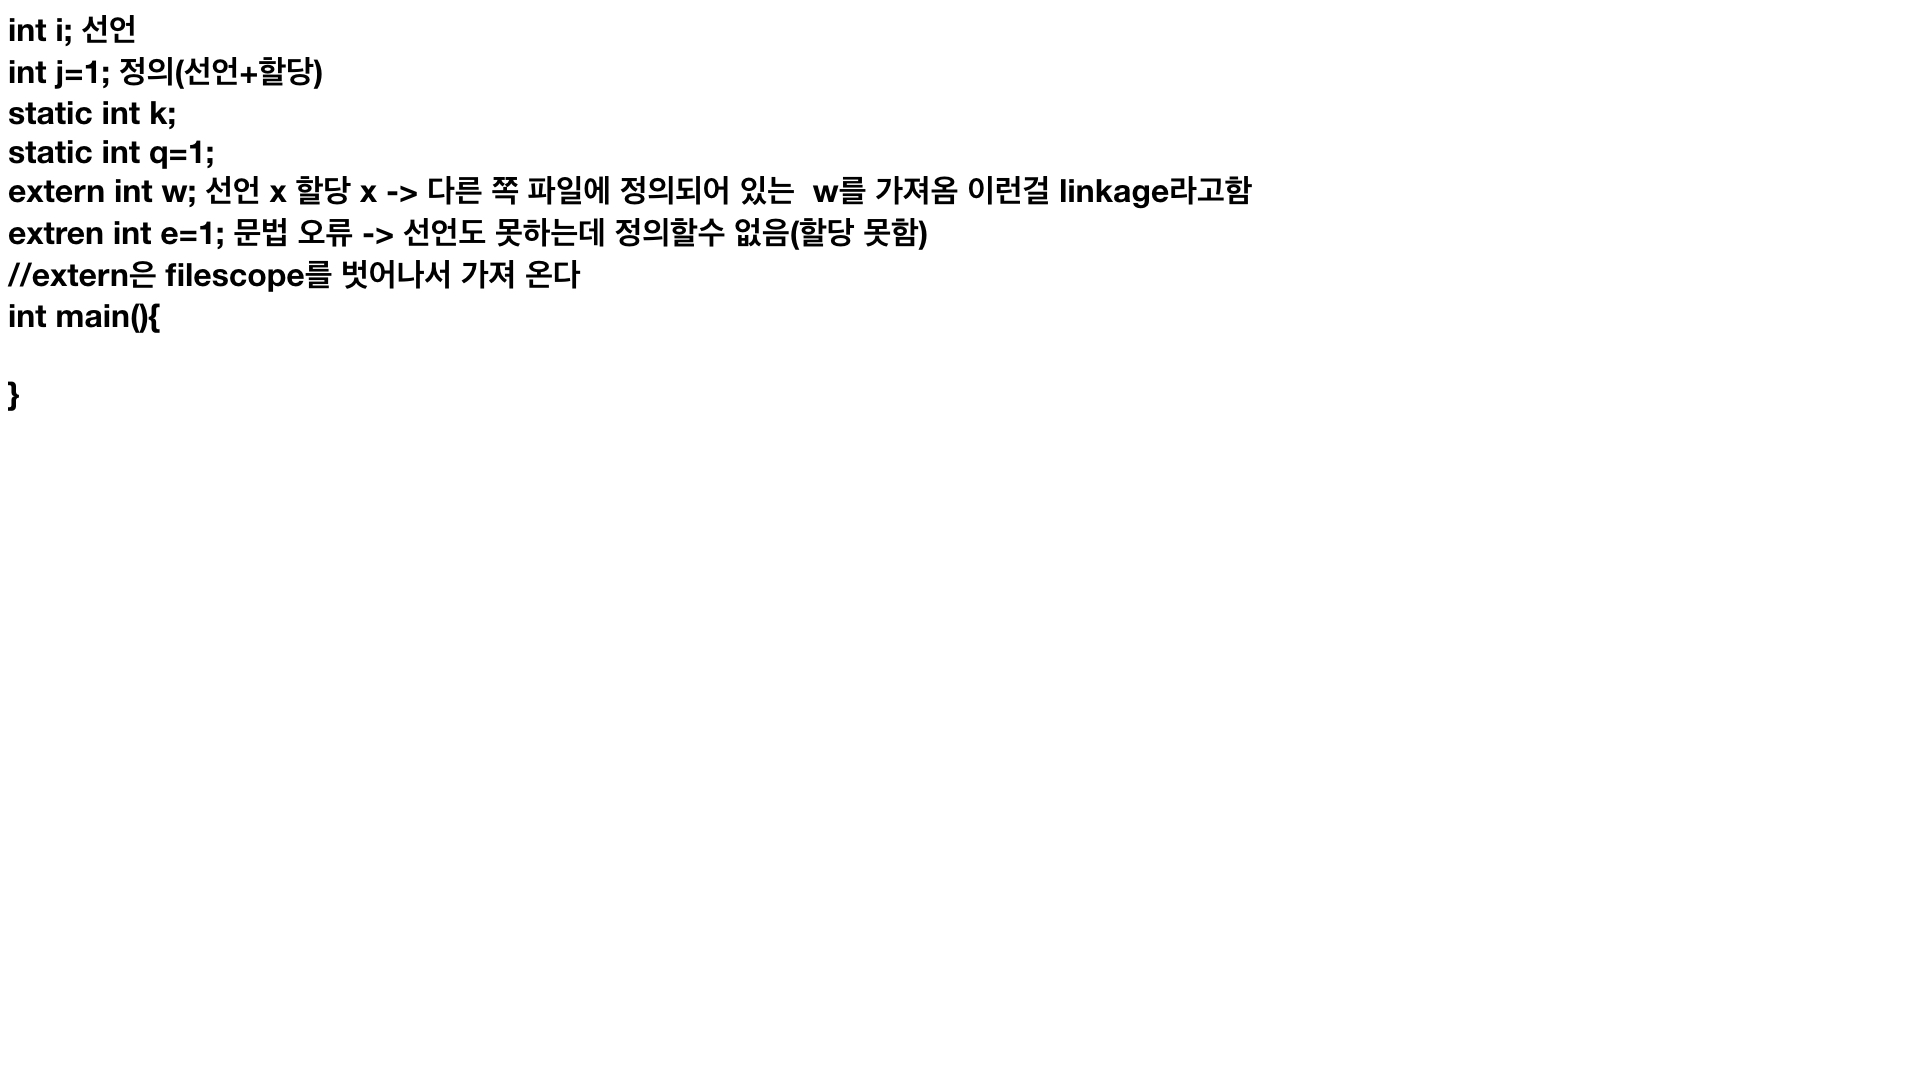 int i; 선언
int j=1; 정의(선언+할당)
static int k;
static int q=1;
extern int w; 선언 x 할당 x -> 다른 쪽 파일에 정의되어 있는  w를 가져옴 이런걸 linkage라고함
extren int e=1; 문법 오류 -> 선언도 못하는데 정의할수 없음(할당 못함)
//extern은 filescope를 벗어나서 가져 온다
int main(){
}